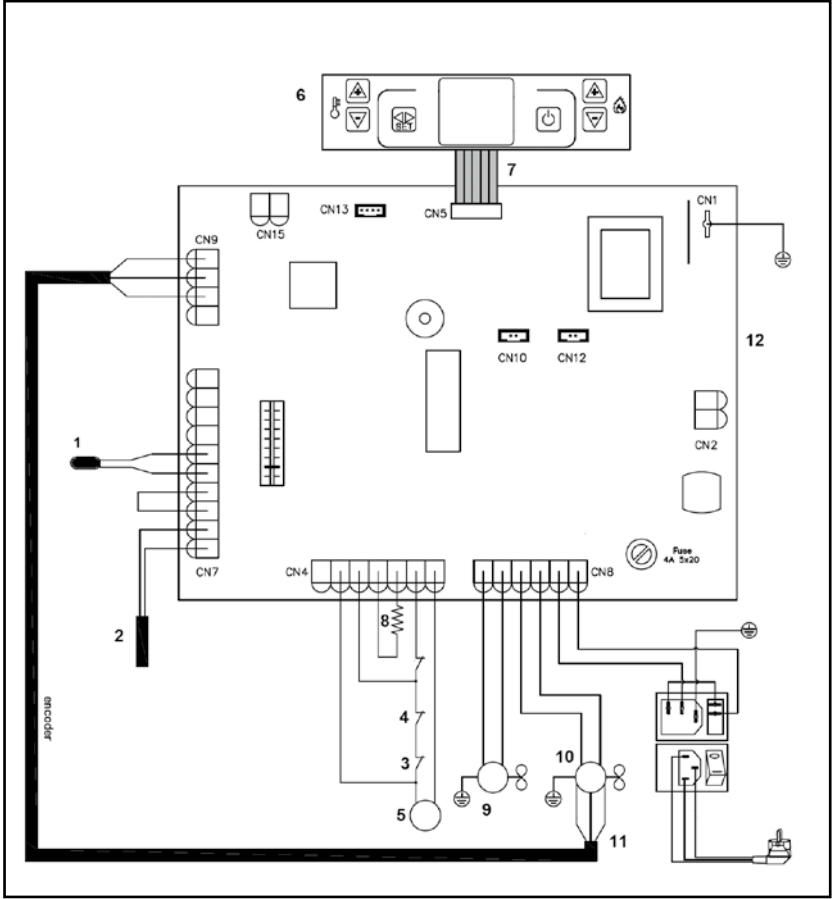 6
SET
7
CN13
CN5
CN1
CN15
CN9
12
CN10
CN12
1
CN2
CN7
CN4
CN8
Fuse
4A 5x20
8
2
encoder
4
3
10
5
9
11